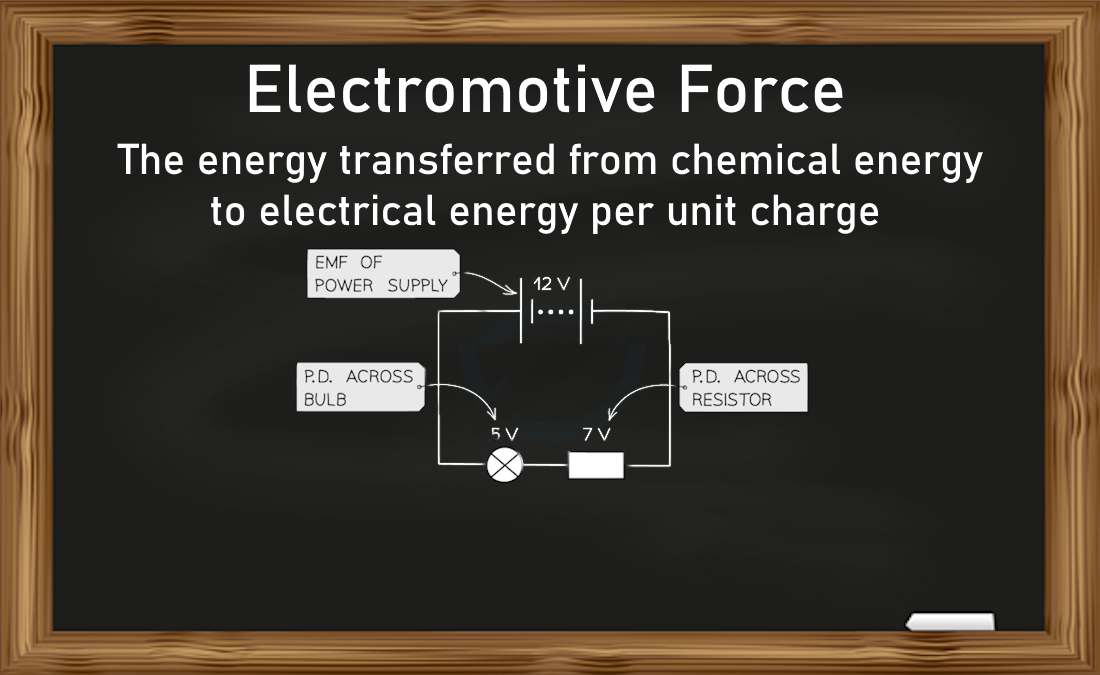 Electromotive Force
The energy transferred from chemical energy
to electrical energy per unit charge
EMF OF
POWER SUPPLY
12 V
P.D. ACROSS
BULB
P.D. ACROSS
RESISTOR
5 V
7 V